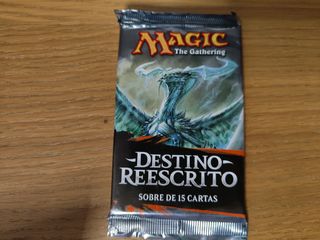 MAGIC
The Gathering
DESTINO
REESCRITO
SOBRE DE 15 CARTAS